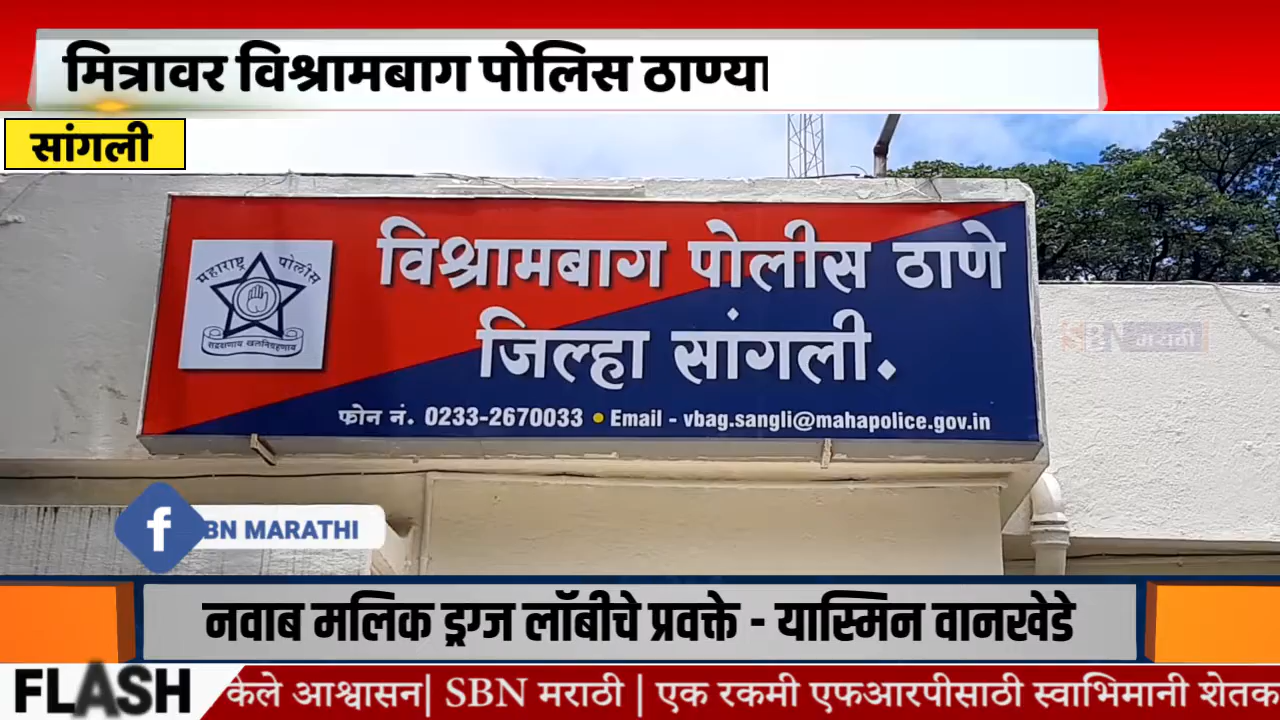 मित्रावर विश्रामबाग पोलिस ठाण्या
सांगली
महाराष्ट्र पोलीस
सद्रक्षणाय खलनिग्रहणाय
विश्रामबाग पोलीस ठाणे
जिल्हा सांगली.
फोन नं. 0233-2670033 • Email - vbag.sangli@mahapolice.gov.in
SBN मराठी
f BN MARATHI
नवाब मलिक ड्रग्ज लॉबीचे प्रवक्ते - यास्मिन वानखेडे
FLASH केले आश्वासन| SBN मराठी | एक रकमी एफआरपीसाठी स्वाभिमानी शेतक